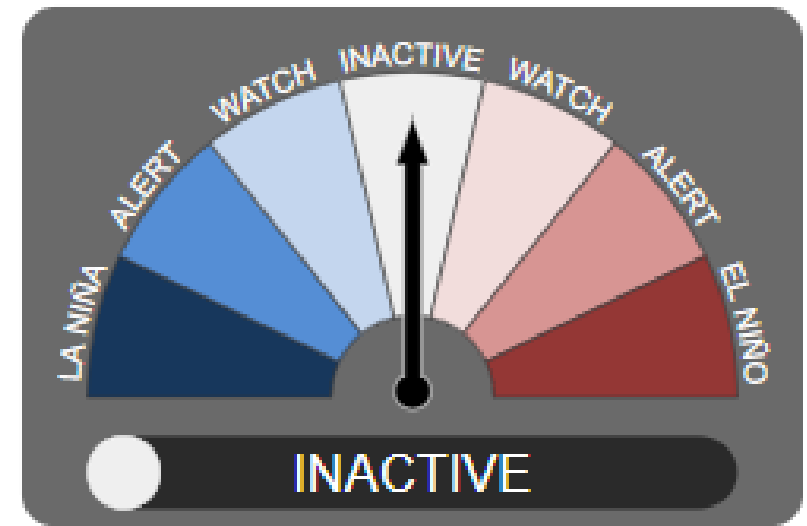 LA NIÑA
ALERT
WATCH
INACTIVE
WATCH
ALERT
EL NIÑO
INACTIVE